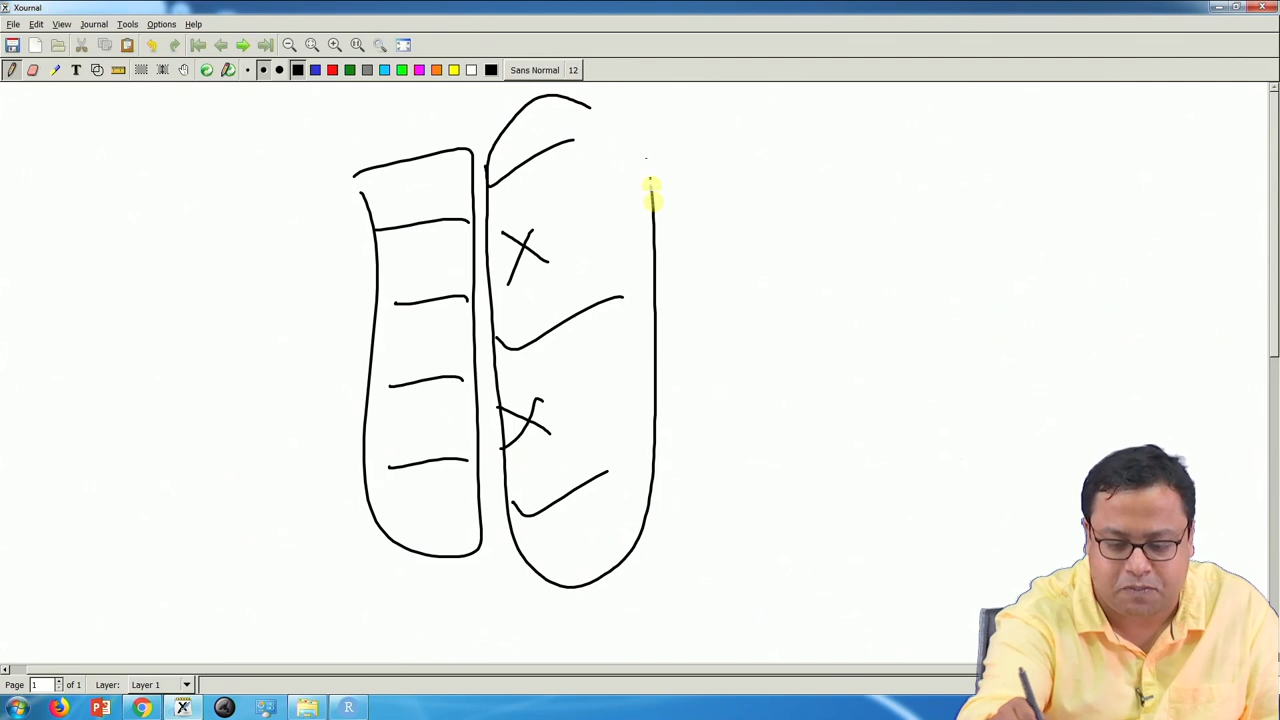 Xournal
File Edit View Journal Tools Options Help
Sans Normal 12
Page 1 of 1 Layer: Layer 1